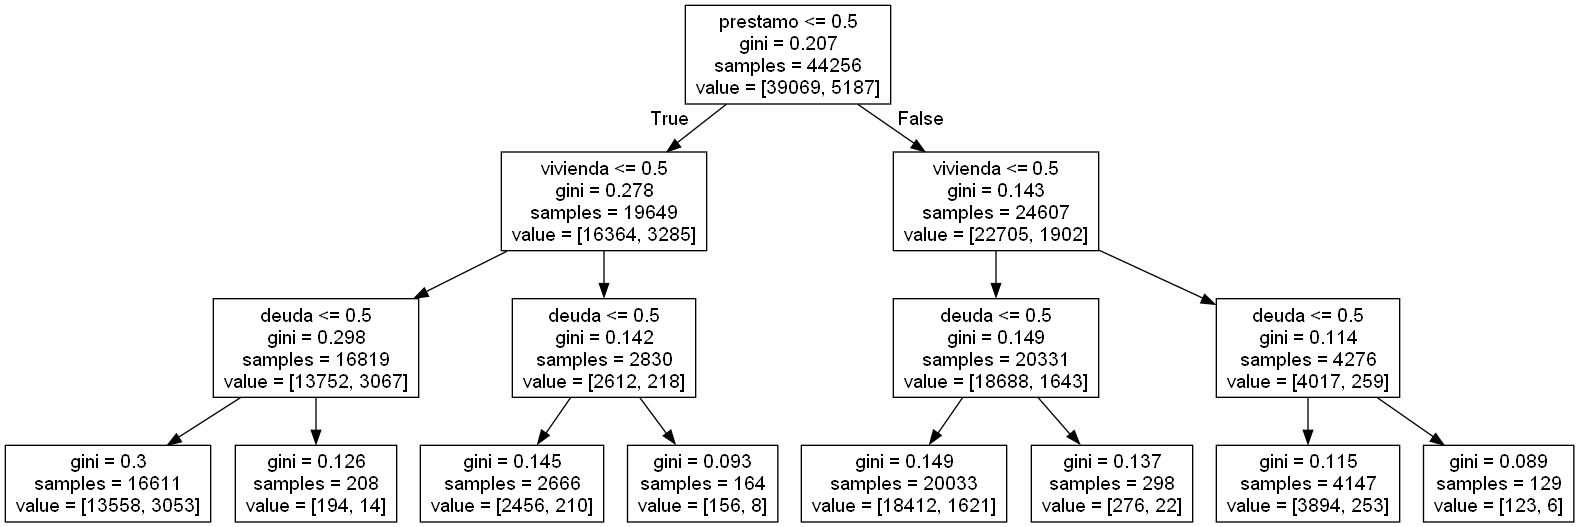 prestamo <= 0.5
gini = 0.207
samples = 44256
value = [39069, 5187]
True
False
vivienda <= 0.5
gini = 0.278
samples = 19649
value = [16364, 3285]
vivienda <= 0.5
gini = 0.143
samples = 24607
value = [22705, 1902]
deuda <= 0.5
gini = 0.298
samples = 16819
value = [13752, 3067]
deuda <= 0.5
gini = 0.142
samples = 2830
value = [2612, 218]
deuda <= 0.5
gini = 0.149
samples = 20331
value = [18688, 1643]
deuda <= 0.5
gini = 0.114
samples = 4276
value = [4017, 259]
gini = 0.3
samples = 16611
value = [13558, 3053]
gini = 0.126
samples = 208
value = [194, 14]
gini = 0.145
samples = 2666
value = [2456, 210]
gini = 0.093
samples = 164
value = [156, 8]
gini = 0.149
samples = 20033
value = [18412, 1621]
gini = 0.137
samples = 298
value = [276, 22]
gini = 0.115
samples = 4147
value = [3894, 253]
gini = 0.089
samples = 129
value = [123, 6]